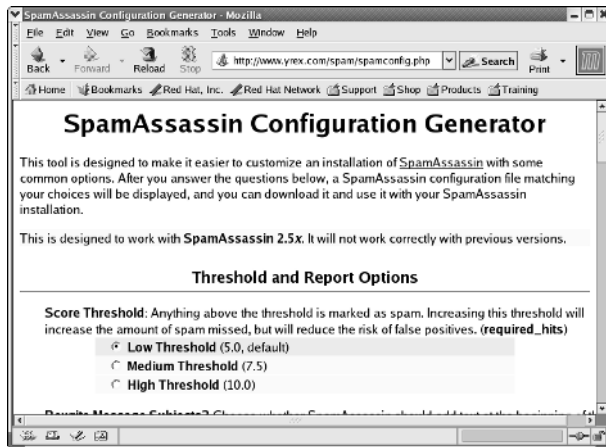 SpamAssassin Configuration Generator - Mozilla
File Edit View Go Bookmarks Tools Window Help
Back Forward Reload Stop http://www.yrex.com/spam/spamconfig.php Search Print
Home Bookmarks Red Hat, Inc. Red Hat Network Support Shop Products Training
SpamAssassin Configuration Generator
This tool is designed to make it easier to customize an installation of SpamAssassin with some
common options. After you answer the questions below, a SpamAssassin configuration file matching
your choices will be displayed, and you can download it and use it with your SpamAssassin
installation.
This is designed to work with SpamAssassin 2.5x. It will not work correctly with previous versions.
Threshold and Report Options
Score Threshold: Anything above the threshold is marked as spam. Increasing this threshold will
increase the amount of spam missed, but will reduce the risk of false positives. (required_hits)
Low Threshold (5.0, default)
Medium Threshold (7.5)
High Threshold (10.0)